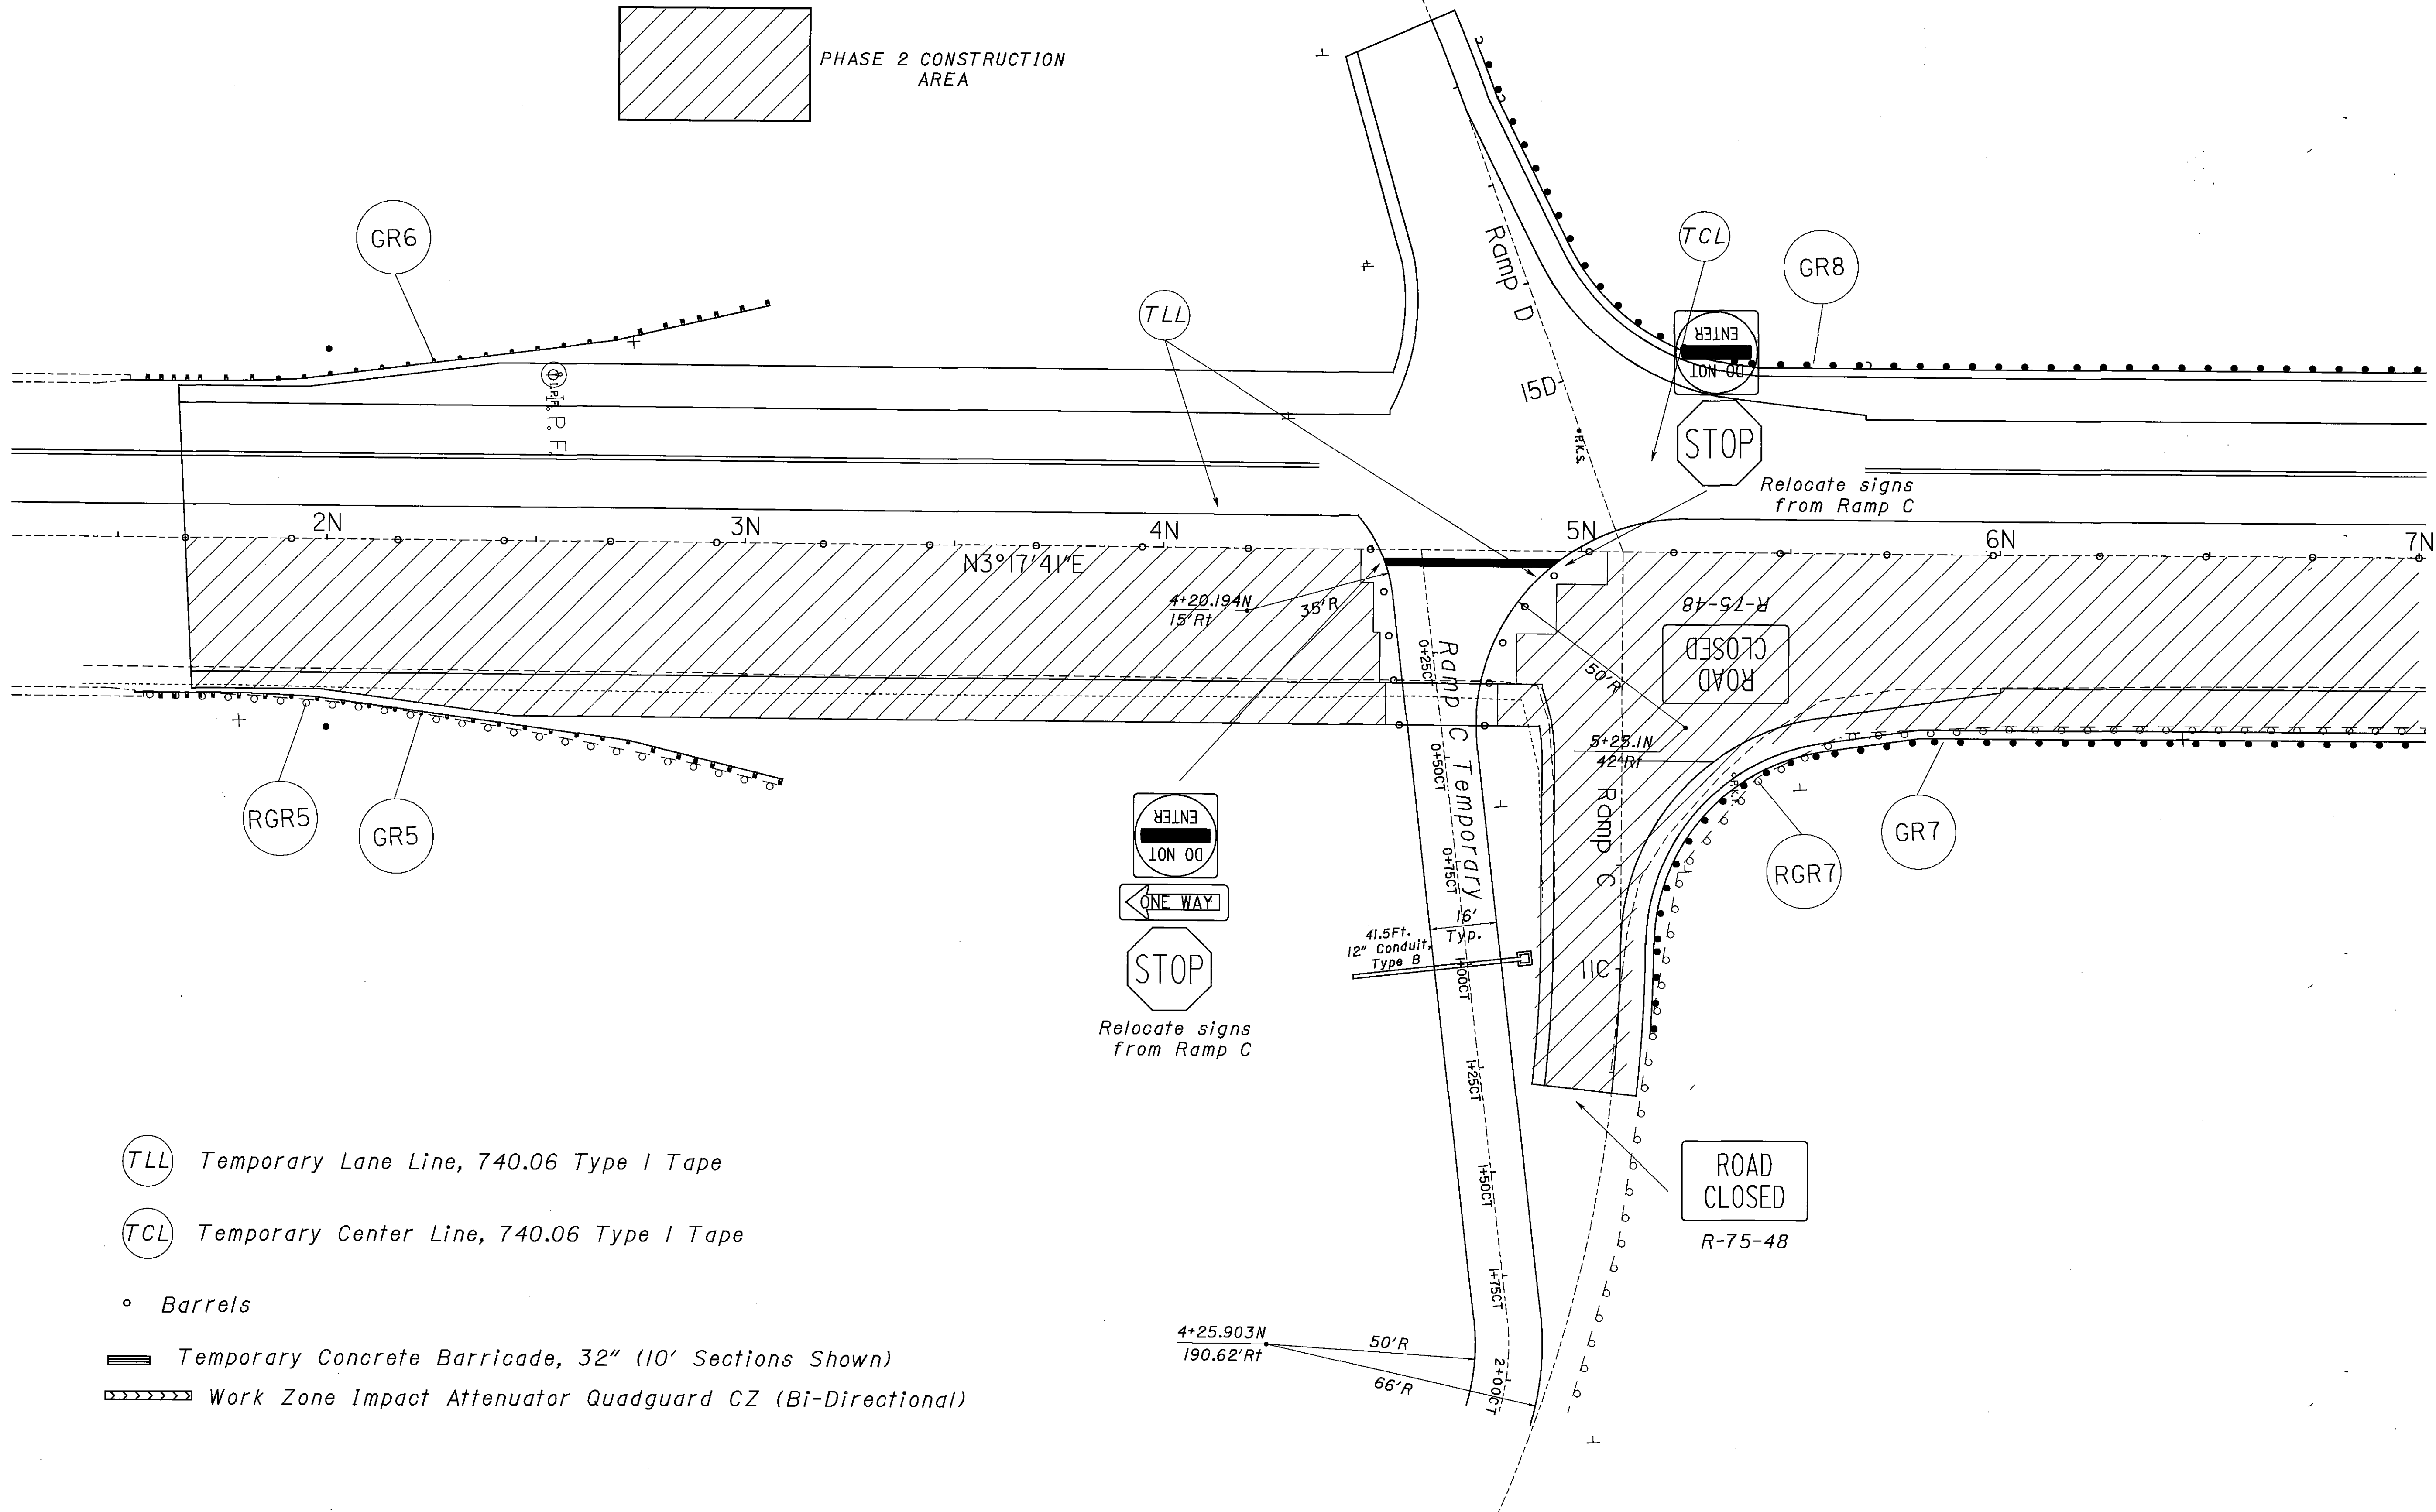 PHASE 2 CONSTRUCTION
AREA
GR6
TLL
TCL
GR8
Ramp D
DO NOT
ENTER
STOP
Relocate signs
from Ramp C
15D
P.K.S.
I.P.F.
I.P.F.
2N
3N
4N
5N
6N
7N
N3°17'41"E
4+20.194N
15'Rt
35'R
R-75-48
ROAD
CLOSED
50'R
5+25.1N
42'Rt
Ramp C Temporary
0+25CT
0+50CT
0+75CT
1+00CT
1+25CT
1+50CT
1+75CT
2+00CT
Ramp C
11C
RGR5
GR5
RGR7
GR7
DO NOT
ENTER
ONE WAY
STOP
Relocate signs
from Ramp C
16'
Typ.
41.5Ft.
12" Conduit,
Type B
ROAD
CLOSED
R-75-48
4+25.903N
190.62'Rt
50'R
66'R
TLL Temporary Lane Line, 740.06 Type I Tape
TCL Temporary Center Line, 740.06 Type I Tape
Barrels
Temporary Concrete Barricade, 32" (10' Sections Shown)
Work Zone Impact Attenuator Quadguard CZ (Bi-Directional)